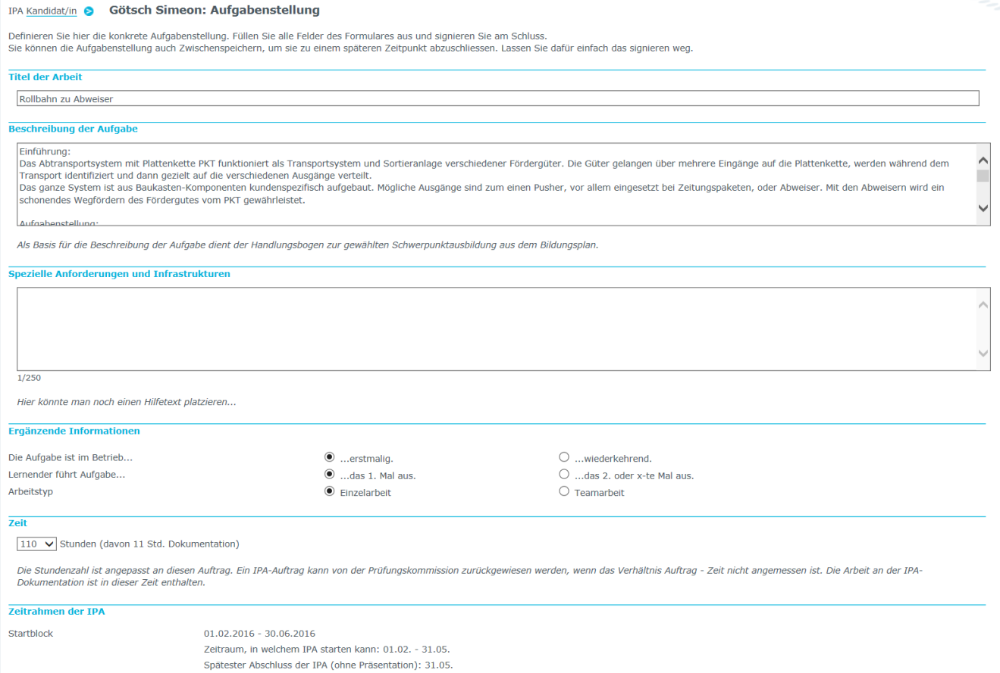 IPA Kandidat/in Götsch Simeon: Aufgabenstellung
Definieren Sie hier die konkrete Aufgabenstellung. Füllen Sie alle Felder des Formulares aus und signieren Sie am Schluss.
Sie können die Aufgabenstellung auch Zwischenspeichern, um sie zu einem späteren Zeitpunkt abzuschliessen. Lassen Sie dafür einfach das signieren weg.
Titel der Arbeit
Rollbahn zu Abweiser
Beschreibung der Aufgabe
Einführung:
Das Abtransportsystem mit Plattenkette PKT funktioniert als Transportsystem und Sortieranlage verschiedener Fördergüter. Die Güter gelangen über mehrere Eingänge auf die Plattenkette, werden während dem
Transport identifiziert und dann gezielt auf die verschiedenen Ausgänge verteilt.
Das ganze System ist aus Baukasten-Komponenten kundenspezifisch aufgebaut. Mögliche Ausgänge sind zum einen Pusher, vor allem eingesetzt bei Zeitungspaketen, oder Abweiser. Mit den Abweisern wird ein
schonendes Wegfördern des Fördergutes vom PKT gewährleistet.
Aufgabenstellung:
Als Basis für die Beschreibung der Aufgabe dient der Handlungsbogen zur gewählten Schwerpunktausbildung aus dem Bildungsplan.
Spezielle Anforderungen und Infrastrukturen
1/250
Hier könnte man noch einen Hilfetext platzieren...
Ergänzende Informationen
Die Aufgabe ist im Betrieb... ...erstmalig. ...wiederkehrend.
Lernender führt Aufgabe... ...das 1. Mal aus. ...das 2. oder x-te Mal aus.
Arbeitstyp Einzelarbeit Teamarbeit
Zeit
110 Stunden (davon 11 Std. Dokumentation)
Die Stundenzahl ist angepasst an diesen Auftrag. Ein IPA-Auftrag kann von der Prüfungskommission zurückgewiesen werden, wenn das Verhältnis Auftrag - Zeit nicht angemessen ist. Die Arbeit an der IPA-
Dokumentation ist in dieser Zeit enthalten.
Zeitrahmen der IPA
Startblock 01.02.2016 - 30.06.2016
Zeitraum, in welchem IPA starten kann: 01.02. - 31.05.
Spätester Abschluss der IPA (ohne Präsentation): 31.05.